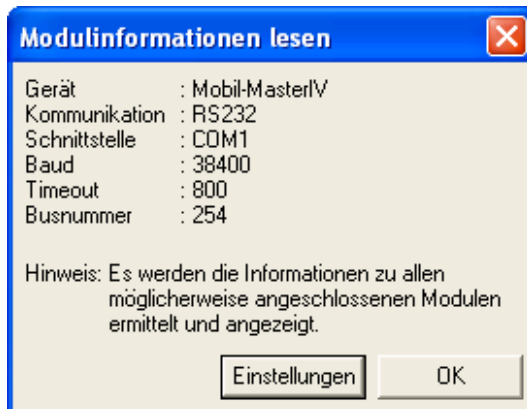 Modulinformationen lesen
Gerät : Mobil-MasterIV
Kommunikation : RS232
Schnittstelle : COM1
Baud : 38400
Timeout : 800
Busnummer : 254
Hinweis: Es werden die Informationen zu allen
möglicherweise angeschlossenen Modulen
ermittelt und angezeigt.
Einstellungen OK